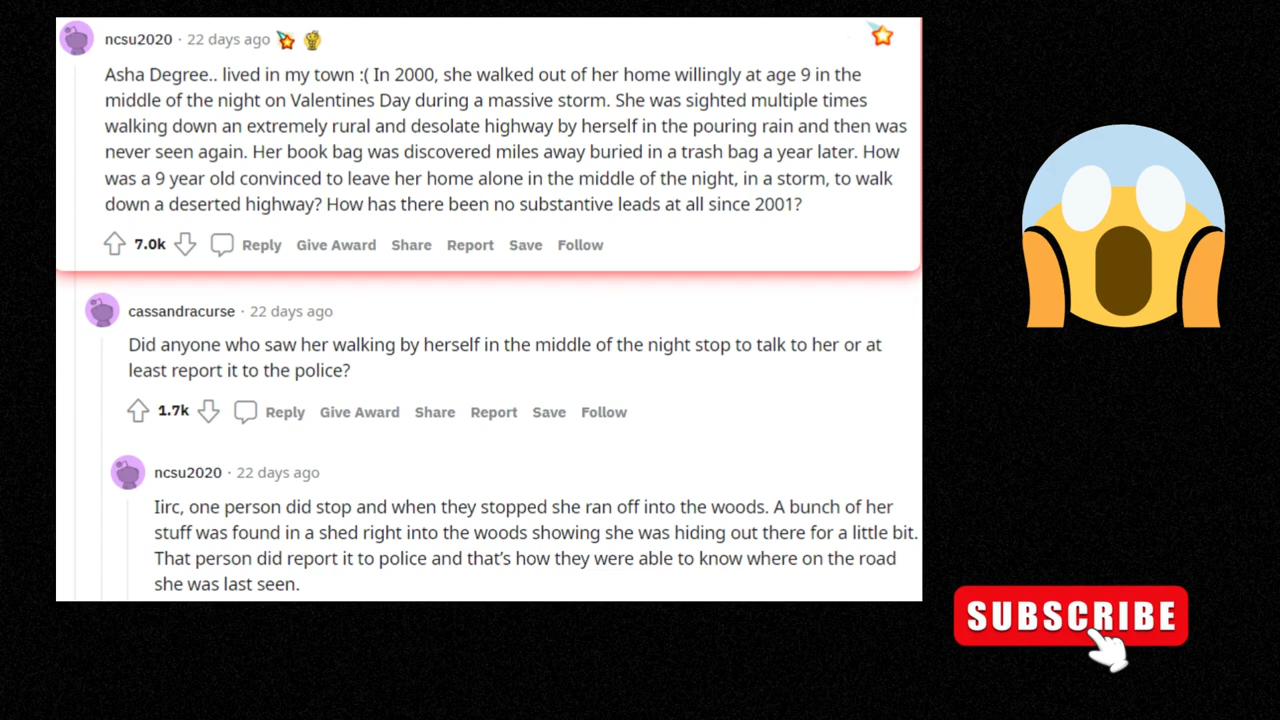 ncsu2020 · 22 days ago
Asha Degree.. lived in my town :( In 2000, she walked out of her home willingly at age 9 in the
middle of the night on Valentines Day during a massive storm. She was sighted multiple times
walking down an extremely rural and desolate highway by herself in the pouring rain and then was
never seen again. Her book bag was discovered miles away buried in a trash bag a year later. How
was a 9 year old convinced to leave her home alone in the middle of the night, in a storm, to walk
down a deserted highway? How has there been no substantive leads at all since 2001?
7.0k Reply Give Award Share Report Save Follow
cassandracurse · 22 days ago
Did anyone who saw her walking by herself in the middle of the night stop to talk to her or at
least report it to the police?
1.7k Reply Give Award Share Report Save Follow
ncsu2020 · 22 days ago
Iirc, one person did stop and when they stopped she ran off into the woods. A bunch of her
stuff was found in a shed right into the woods showing she was hiding out there for a little bit.
That person did report it to police and that's how they were able to know where on the road
she was last seen.
SUBSCRIBE